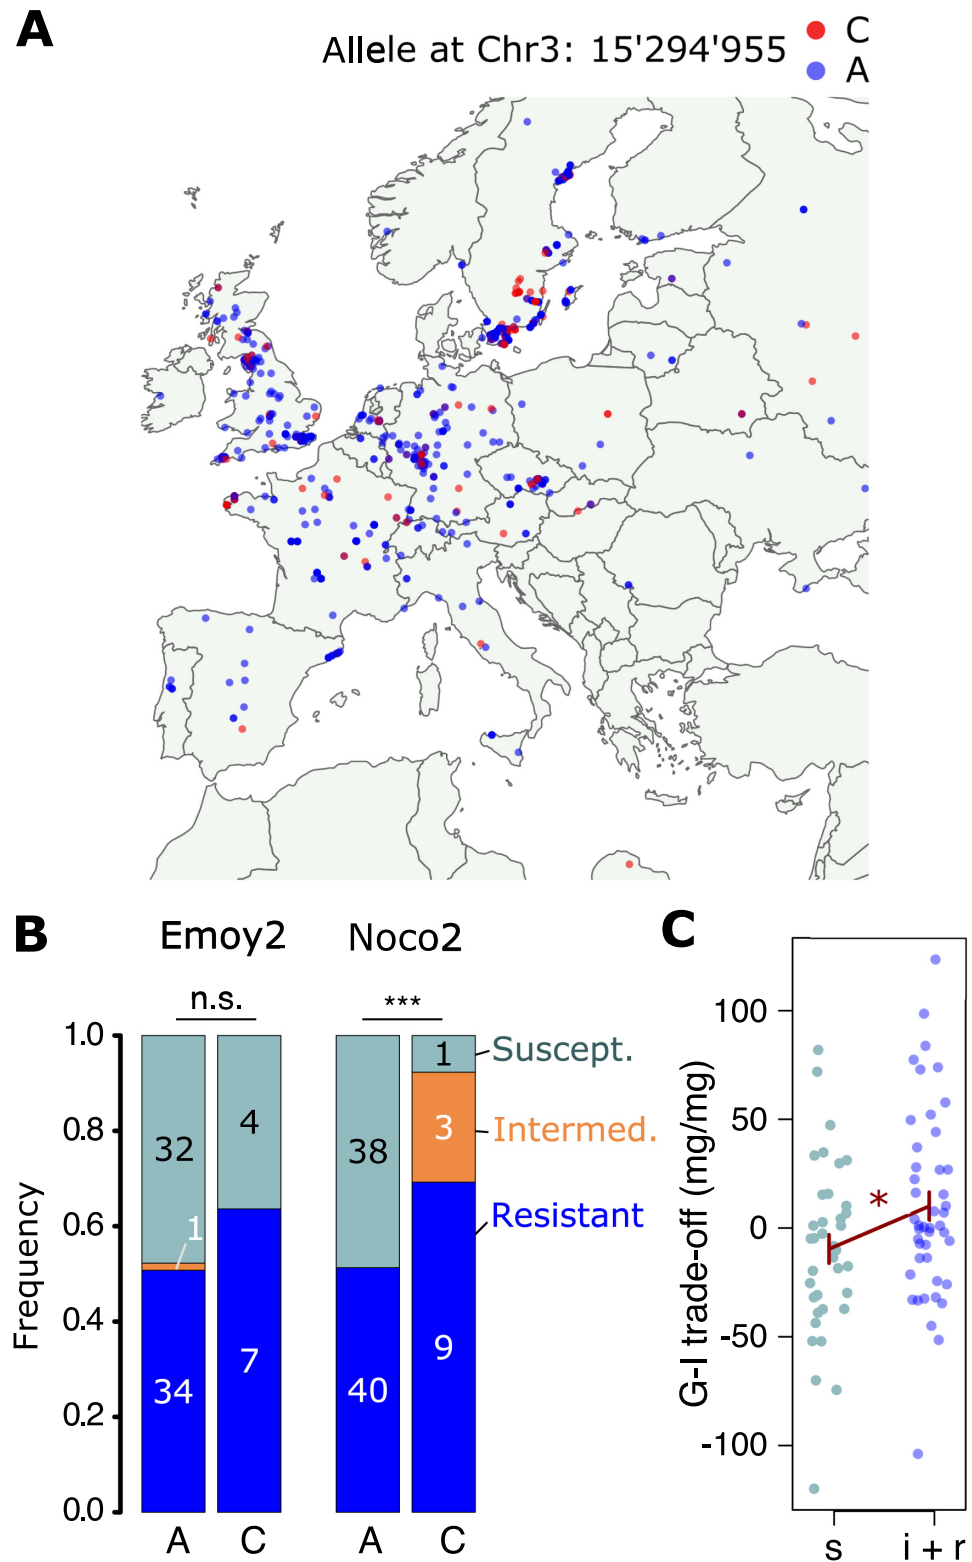 A
Allele at Chr3: 15'294'955
C
A
B
Emoy2
Noco2
n.s.
***
1.0
0.8
0.6
0.4
0.2
0.0
Frequency
32
1
34
4
7
38
40
1
3
9
Suscept.
Intermed.
Resistant
A
C
A
C
C
100
50
0
-50
-100
G-I trade-off (mg/mg)
*
s
i + r